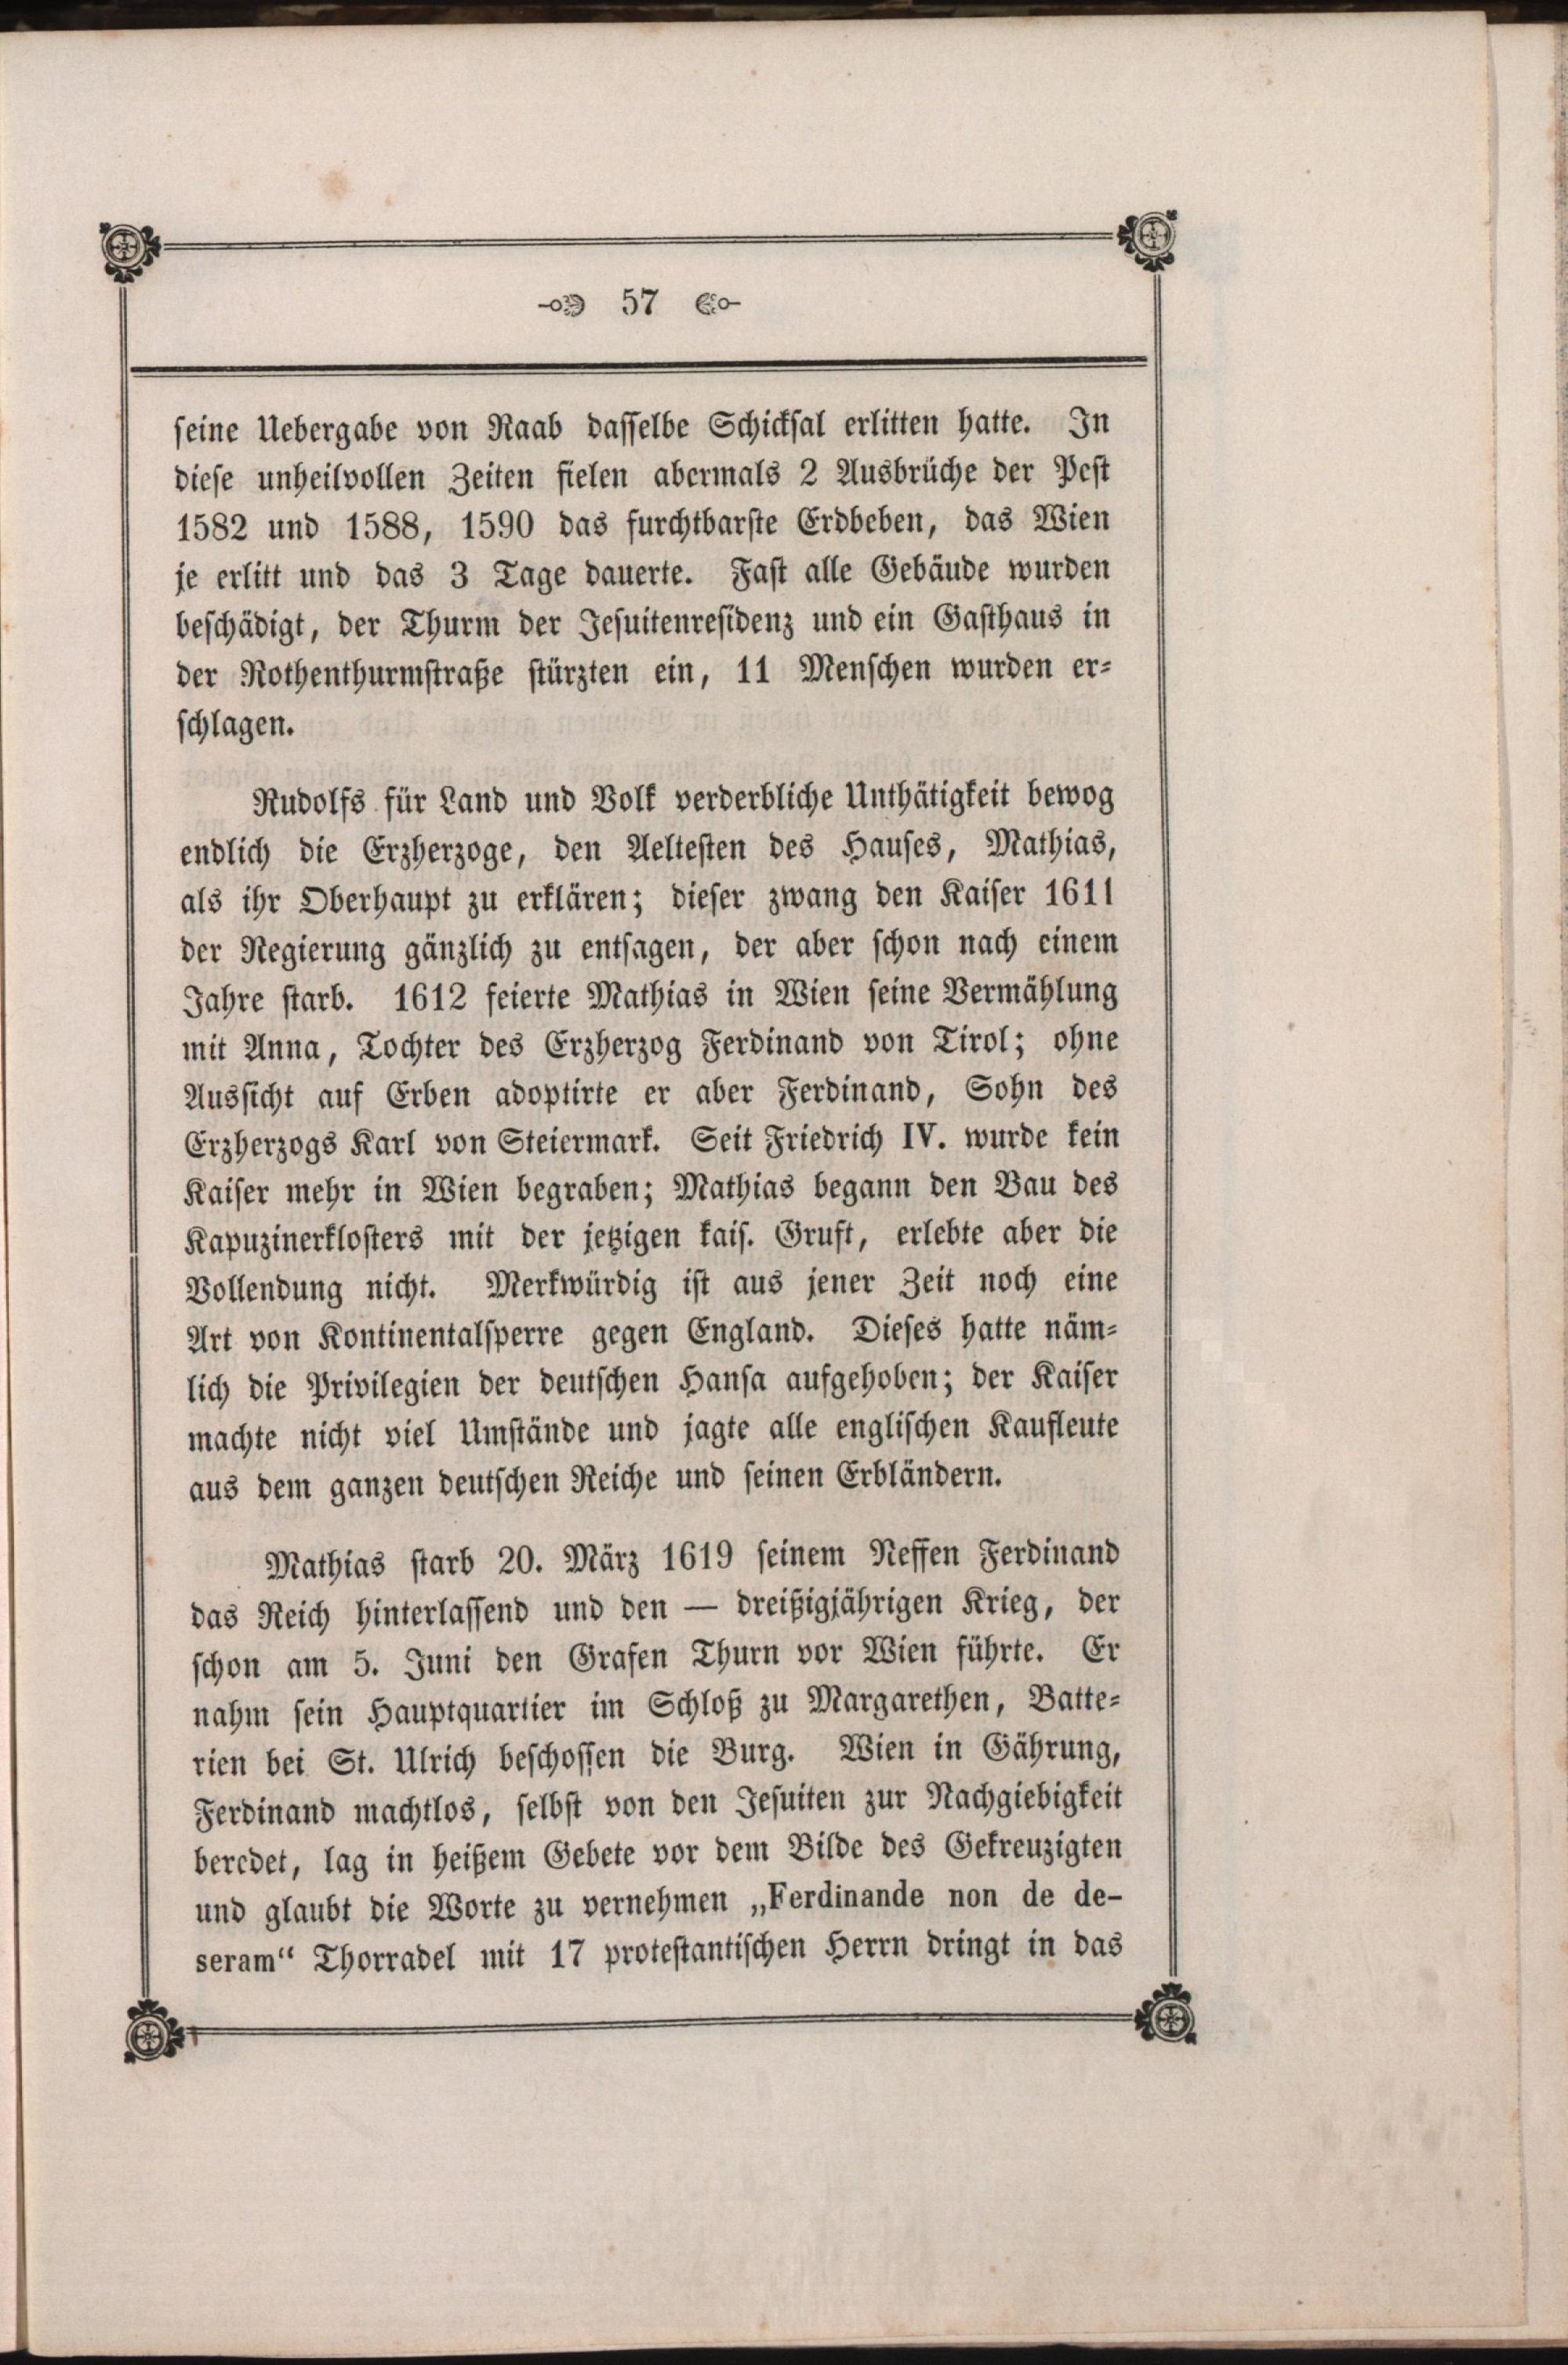 57
seine Uebergabe von Raab dasselbe Schicksal erlitten hatte. In
diese unheilvollen Zeiten fielen abermals 2 Ausbrüche der Pest
1582 und 1588, 1590 das furchtbarste Erdbeben, das Wien
je erlitt und das 3 Tage dauerte. Fast alle Gebäude wurden
beschädigt, der Thurm der Jesuitenresidenz und ein Gasthaus in
der Rothenthurmstraße stürzten ein, 11 Menschen wurden er-
schlagen.
Rudolfs für Land und Volk verderbliche Unthätigkeit bewog
endlich die Erzherzoge, den Aeltesten des Hauses, Mathias,
als ihr Oberhaupt zu erklären; dieser zwang den Kaiser 1611
der Regierung gänzlich zu entsagen, der aber schon nach einem
Jahre starb. 1612 feierte Mathias in Wien seine Vermählung
mit Anna, Tochter des Erzherzog Ferdinand von Tirol; ohne
Aussicht auf Erben adoptirte er aber Ferdinand, Sohn des
Erzherzogs Karl von Steiermark. Seit Friedrich IV. wurde kein
Kaiser mehr in Wien begraben; Mathias begann den Bau des
Kapuzinerklosters mit der jetzigen kais. Gruft, erlebte aber die
Vollendung nicht. Merkwürdig ist aus jener Zeit noch eine
Art von Kontinentalsperre gegen England. Dieses hatte näm-
lich die Privilegien der deutschen Hansa aufgehoben; der Kaiser
machte nicht viel Umstände und jagte alle englischen Kaufleute
aus dem ganzen deutschen Reiche und seinen Erbländern.
Mathias starb 20. März 1619 seinem Neffen Ferdinand
das Reich hinterlassend und den — dreißigjährigen Krieg, der
schon am 5. Juni den Grafen Thurn vor Wien führte. Er
nahm sein Hauptquartier im Schloß zu Margarethen, Batte-
rien bei St. Ulrich beschossen die Burg. Wien in Gährung,
Ferdinand machtlos, selbst von den Jesuiten zur Nachgiebigkeit
beredet, lag in heißem Gebete vor dem Bilde des Gekreuzigten
und glaubt die Worte zu vernehmen „Ferdinande non de de-
seram“ Thorradel mit 17 protestantischen Herrn dringt in das